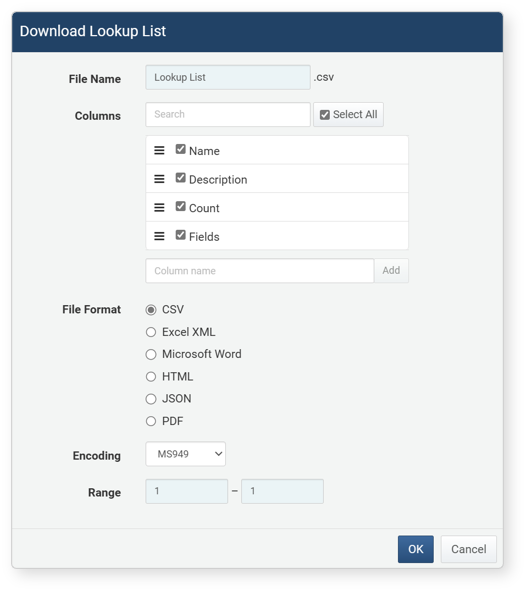 Download Lookup List
File Name Lookup List .csv
Columns Search Select All
Name
Description
Count
Fields
Column name Add
File Format CSV
Excel XML
Microsoft Word
HTML
JSON
PDF
Encoding MS949
Range 1 – 1
OK Cancel